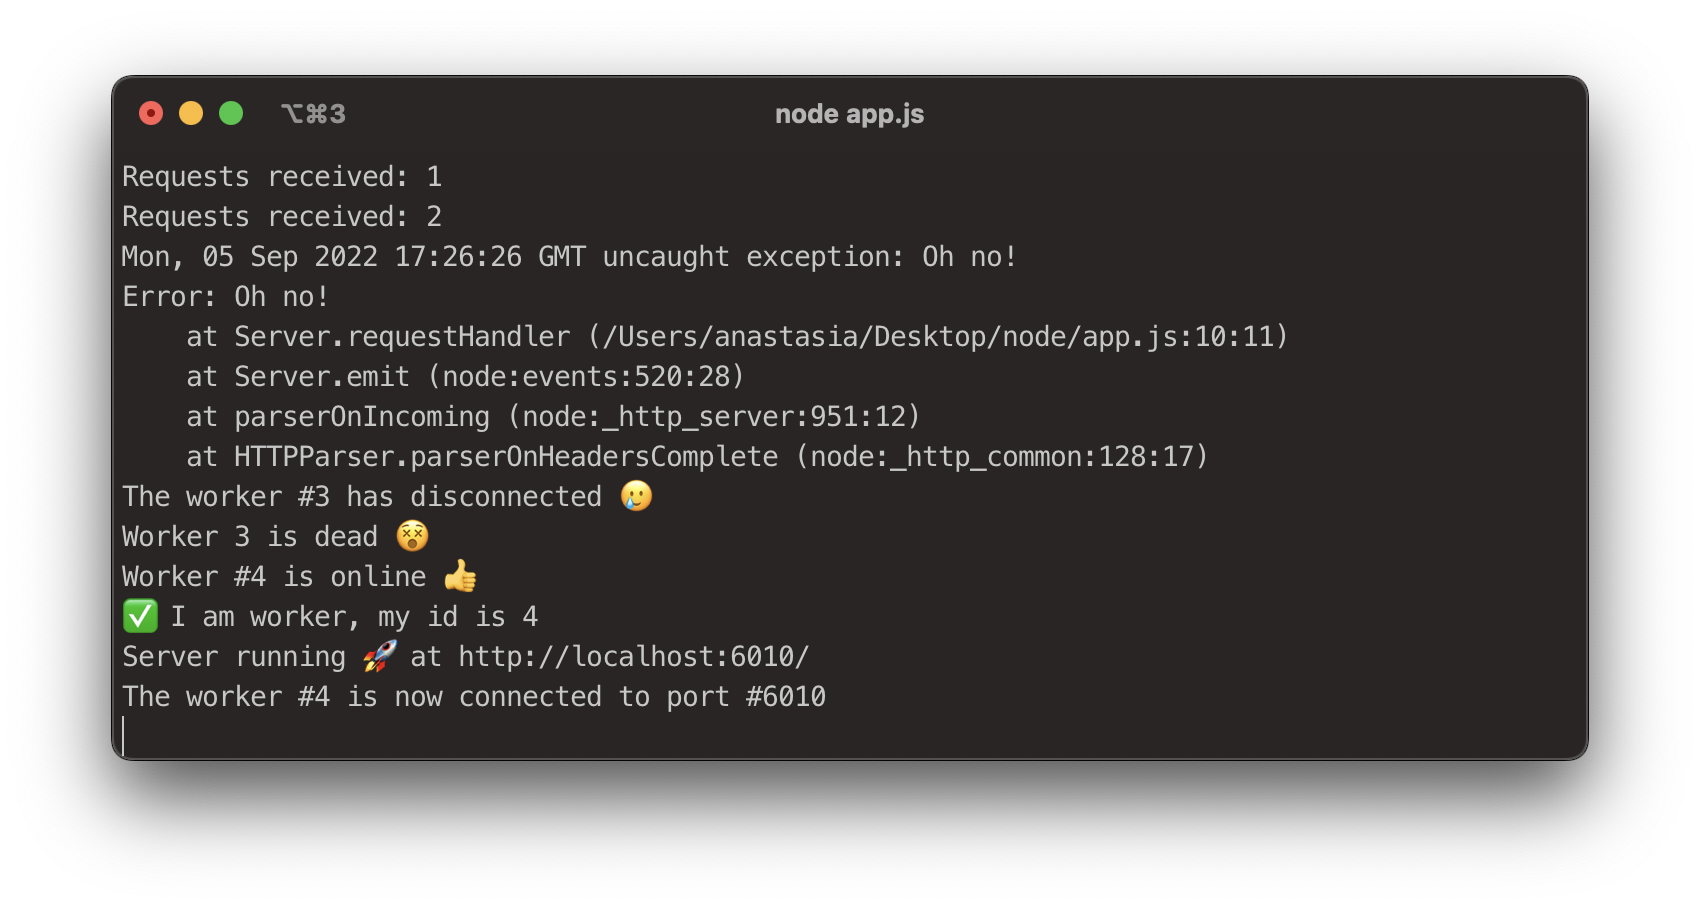 ⌥⌘3 node app.js
Requests received: 1
Requests received: 2
Mon, 05 Sep 2022 17:26:26 GMT uncaught exception: Oh no!
Error: Oh no!
    at Server.requestHandler (/Users/anastasia/Desktop/node/app.js:10:11)
    at Server.emit (node:events:520:28)
    at parserOnIncoming (node:_http_server:951:12)
    at HTTPParser.parserOnHeadersComplete (node:_http_common:128:17)
The worker #3 has disconnected 🥲
Worker 3 is dead 😵
Worker #4 is online 👍
✅ I am worker, my id is 4
Server running 🚀 at http://localhost:6010/
The worker #4 is now connected to port #6010